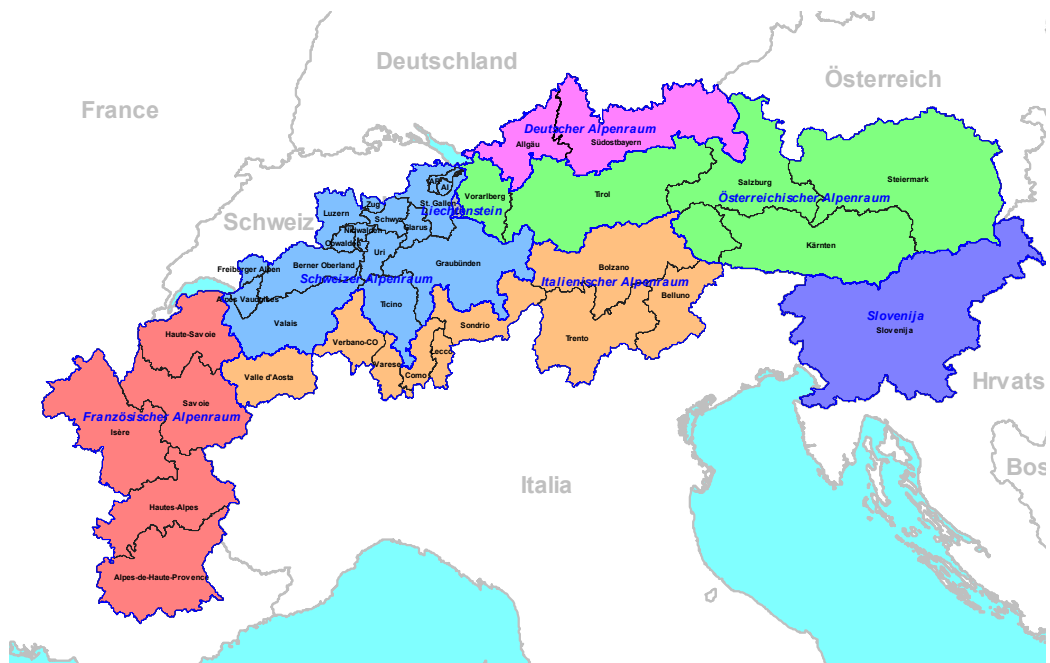 Deutschland
Österreich
France
Deutscher Alpenraum
Allgäu
Südostbayern
Steiermark
AR
AI
Vorarlberg
Tirol
Salzburg
Österreichischer Alpenraum
Zug
St. Gallen
Luzern
Schwyz
Liechtenstein
Schweiz
Nidwalden
Glarus
Obwalden
Uri
Kärnten
Berner Oberland
Graubünden
Freiberger Alpen
Schweizer Alpenraum
Bolzano
Italienischer Alpenraum
Alpes Vaudoises
Ticino
Belluno
Valais
Sondrio
Slovenija
Slovenija
Haute-Savoie
Verbano-CO
Lecco
Trento
Varese
Como
Valle d'Aosta
Hrvats
Savoie
Französischer Alpenraum
Isère
Bos
Italia
Hautes-Alpes
Alpes-de-Haute-Provence